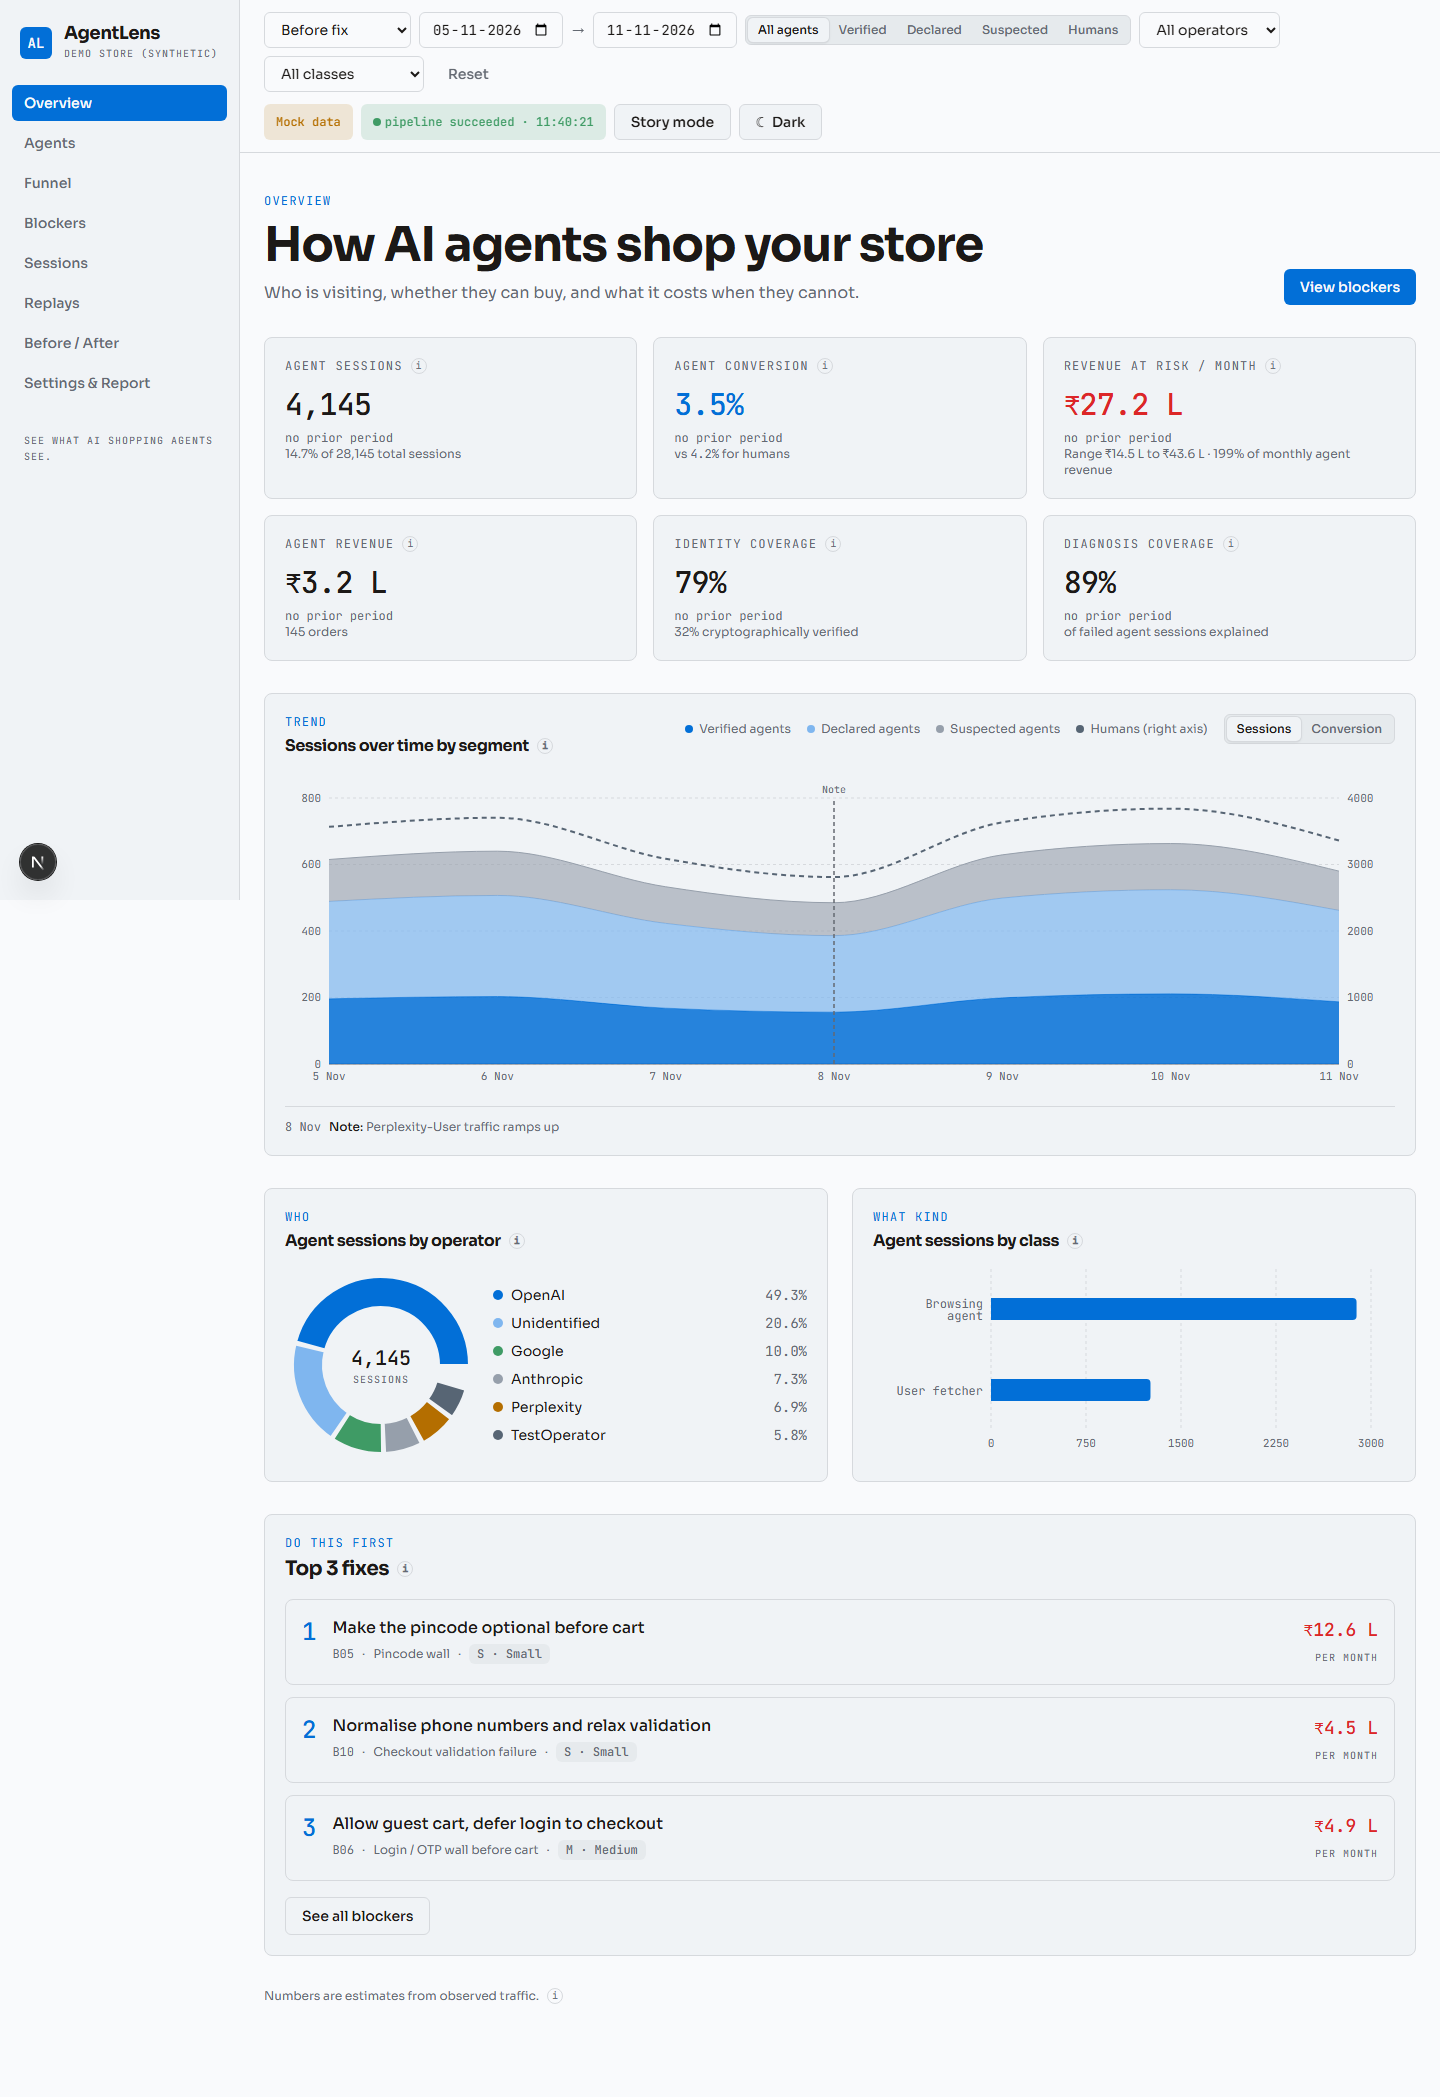 AL
AgentLens
DEMO STORE (SYNTHETIC)
Overview
Agents
Funnel
Blockers
Sessions
Replays
Before / After
Settings & Report
SEE WHAT AI SHOPPING AGENTS
SEE.
N
Before fix
05-11-2026
→
11-11-2026
All agents
Verified
Declared
Suspected
Humans
All operators
All classes
Reset
Mock data
pipeline succeeded · 11:40:21
Story mode
☾ Dark
OVERVIEW
How AI agents shop your store
Who is visiting, whether they can buy, and what it costs when they cannot.
View blockers
AGENT SESSIONS i
4,145
no prior period
14.7% of 28,145 total sessions
AGENT CONVERSION i
3.5%
no prior period
vs 4.2% for humans
REVENUE AT RISK / MONTH i
₹27.2 L
no prior period
Range ₹14.5 L to ₹43.6 L · 199% of monthly agent
revenue
AGENT REVENUE i
₹3.2 L
no prior period
145 orders
IDENTITY COVERAGE i
79%
no prior period
32% cryptographically verified
DIAGNOSIS COVERAGE i
89%
no prior period
of failed agent sessions explained
TREND
Sessions over time by segment i
Verified agents
Declared agents
Suspected agents
Humans (right axis)
Sessions
Conversion
Note
800
600
400
200
0
4000
3000
2000
1000
0
5 Nov
6 Nov
7 Nov
8 Nov
9 Nov
10 Nov
11 Nov
8 Nov Note: Perplexity-User traffic ramps up
WHO
Agent sessions by operator i
4,145
SESSIONS
OpenAI 49.3%
Unidentified 20.6%
Google 10.0%
Anthropic 7.3%
Perplexity 6.9%
TestOperator 5.8%
WHAT KIND
Agent sessions by class i
Browsing
agent
User fetcher
0
750
1500
2250
3000
DO THIS FIRST
Top 3 fixes i
1
Make the pincode optional before cart
B05 · Pincode wall · S · Small
₹12.6 L
PER MONTH
2
Normalise phone numbers and relax validation
B10 · Checkout validation failure · S · Small
₹4.5 L
PER MONTH
3
Allow guest cart, defer login to checkout
B06 · Login / OTP wall before cart · M · Medium
₹4.9 L
PER MONTH
See all blockers
Numbers are estimates from observed traffic. i